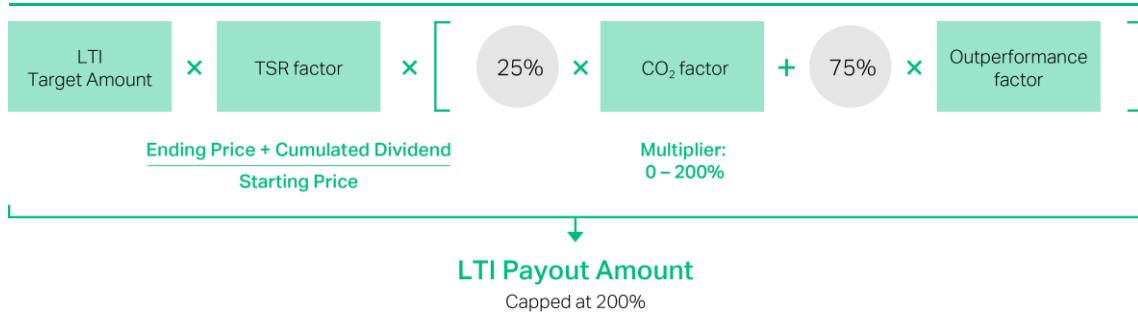 LTI
Target Amount
×
TSR factor
×
25%
×
CO₂ factor
+
75%
×
Outperformance
factor
Ending Price + Cumulated Dividend
Starting Price
Multiplier:
0 – 200%
LTI Payout Amount
Capped at 200%